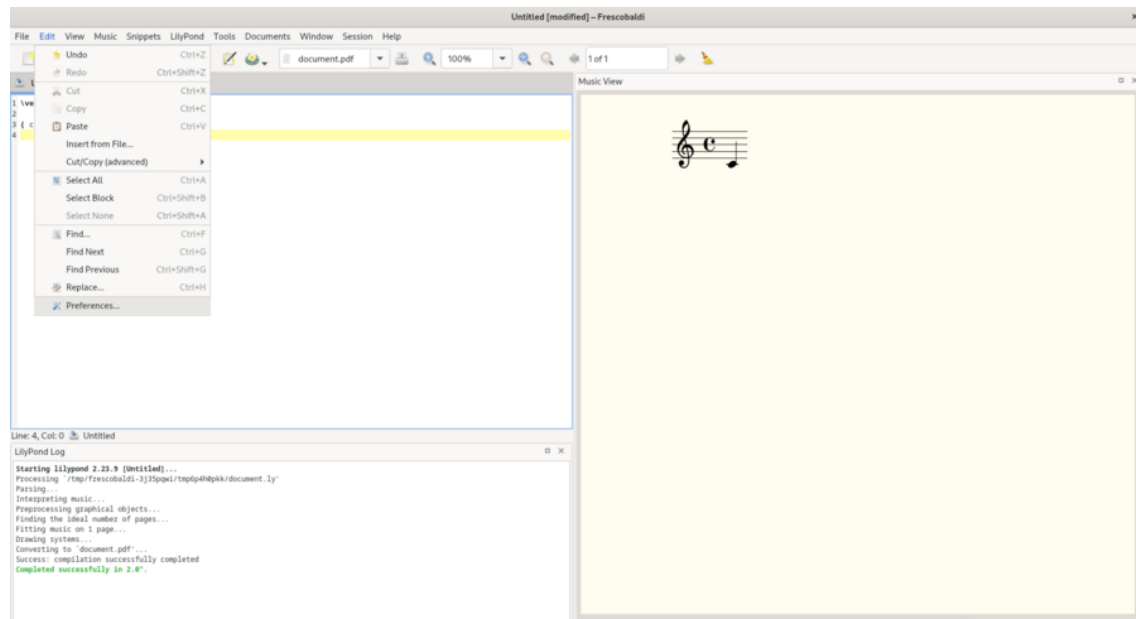 Untitled [modified] – Frescobaldi
File Edit View Music Snippets LilyPond Tools Documents Window Session Help
document.pdf 100% 1 of 1
Undo Ctrl+Z
Redo Ctrl+Shift+Z
Cut Ctrl+X
Copy Ctrl+C
Paste Ctrl+V
Insert from File...
Cut/Copy (advanced)
Select All Ctrl+A
Select Block Ctrl+Shift+B
Select None Ctrl+Shift+A
Find... Ctrl+F
Find Next Ctrl+G
Find Previous Ctrl+Shift+G
Replace... Ctrl+H
Preferences...
1 \ve
2
3 { c
4
Line: 4, Col: 0 Untitled
LilyPond Log
Starting lilypond 2.23.9 [Untitled]...
Processing `/tmp/frescobaldi-3j35pqwi/tmp6p4h0pkk/document.ly'
Parsing...
Interpreting music...
Preprocessing graphical objects...
Finding the ideal number of pages...
Fitting music on 1 page...
Drawing systems...
Converting to `document.pdf'...
Success: compilation successfully completed
Completed successfully in 2.0".
Music View